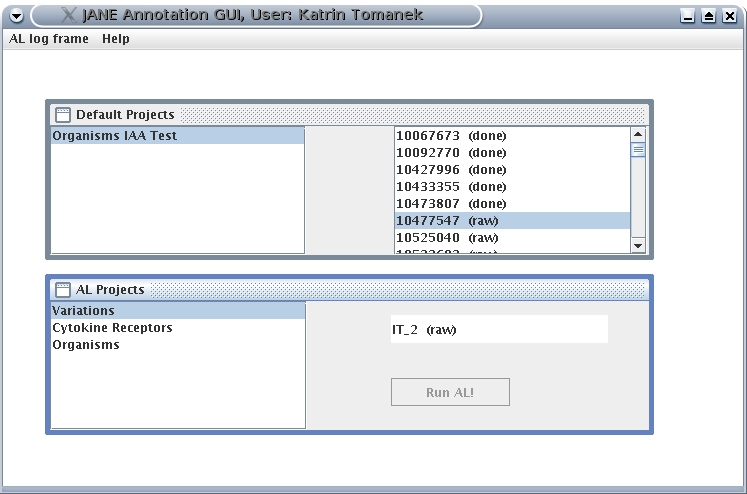 JANE Annotation GUI, User: Katrin Tomanek
AL log frame Help
Default Projects
Organisms IAA Test
10067673 (done)
10092770 (done)
10427996 (done)
10433355 (done)
10473807 (done)
10477547 (raw)
10525040 (raw)
AL Projects
Variations
Cytokine Receptors
Organisms
IT_2 (raw)
Run AL!